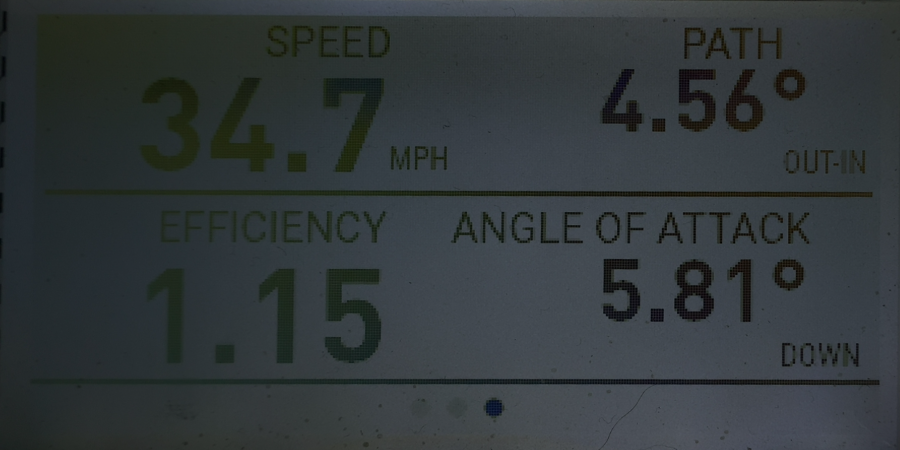 SPEED
34.7 MPH
PATH
4.56°
OUT-IN
EFFICIENCY
1.15
ANGLE OF ATTACK
5.81°
DOWN